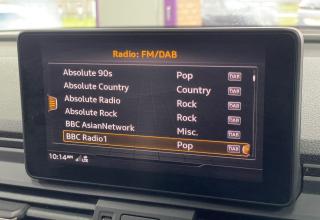 Radio: FM/DAB
Absolute 90s Pop DAB
Absolute Country Country DAB
Absolute Radio Rock DAB
Absolute Rock Rock DAB
BBC AsianNetwork Misc. DAB
BBC Radio1 Pop DAB
10:14AM